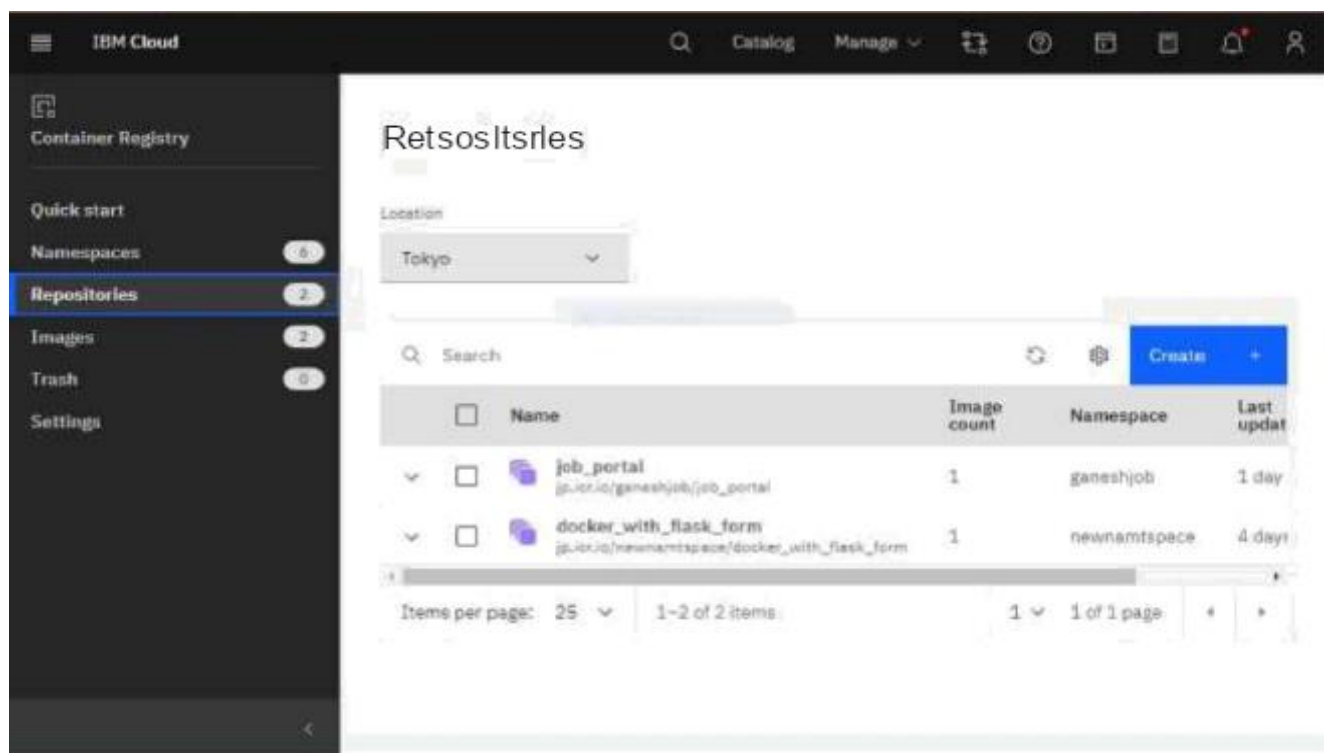 IBM Cloud
Catalog
Manage
Container Registry
Quick start
Namespaces 6
Repositories 2
Images 2
Trash 0
Settings
RetsosItsrles
Location
Tokyo
Search
Create +
Name
Image count
Namespace
Last updat
job_portal
jp.icr.io/ganeshjob/job_portal
1
ganeshjob
1 day
docker_with_flask_form
jp.icr.io/newnamtspace/docker_with_flask_form
1
newnamtspace
4 days
Items per page: 25
1–2 of 2 items
1
1 of 1 page